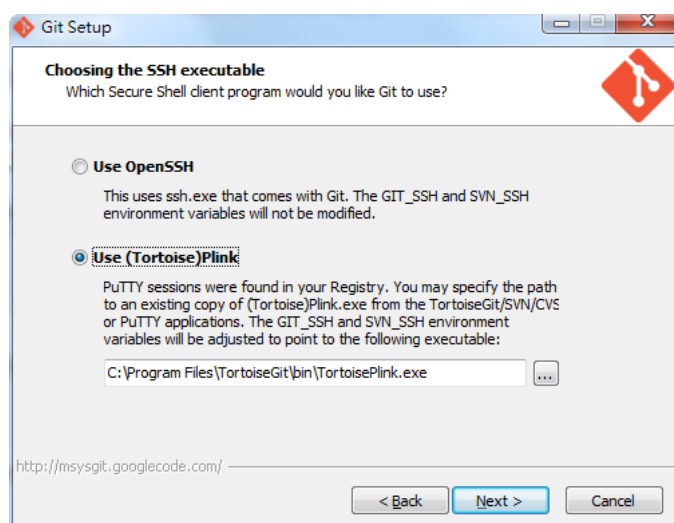 Git Setup
Choosing the SSH executable
Which Secure Shell client program would you like Git to use?
Use OpenSSH
This uses ssh.exe that comes with Git. The GIT_SSH and SVN_SSH
environment variables will not be modified.
Use (Tortoise)Plink
PuTTY sessions were found in your Registry. You may specify the path
to an existing copy of (Tortoise)Plink.exe from the TortoiseGit/SVN/CVS
or PuTTY applications. The GIT_SSH and SVN_SSH environment
variables will be adjusted to point to the following executable:
C:\Program Files\TortoiseGit\bin\TortoisePlink.exe
...
http://msysgit.googlecode.com/
< Back Next > Cancel